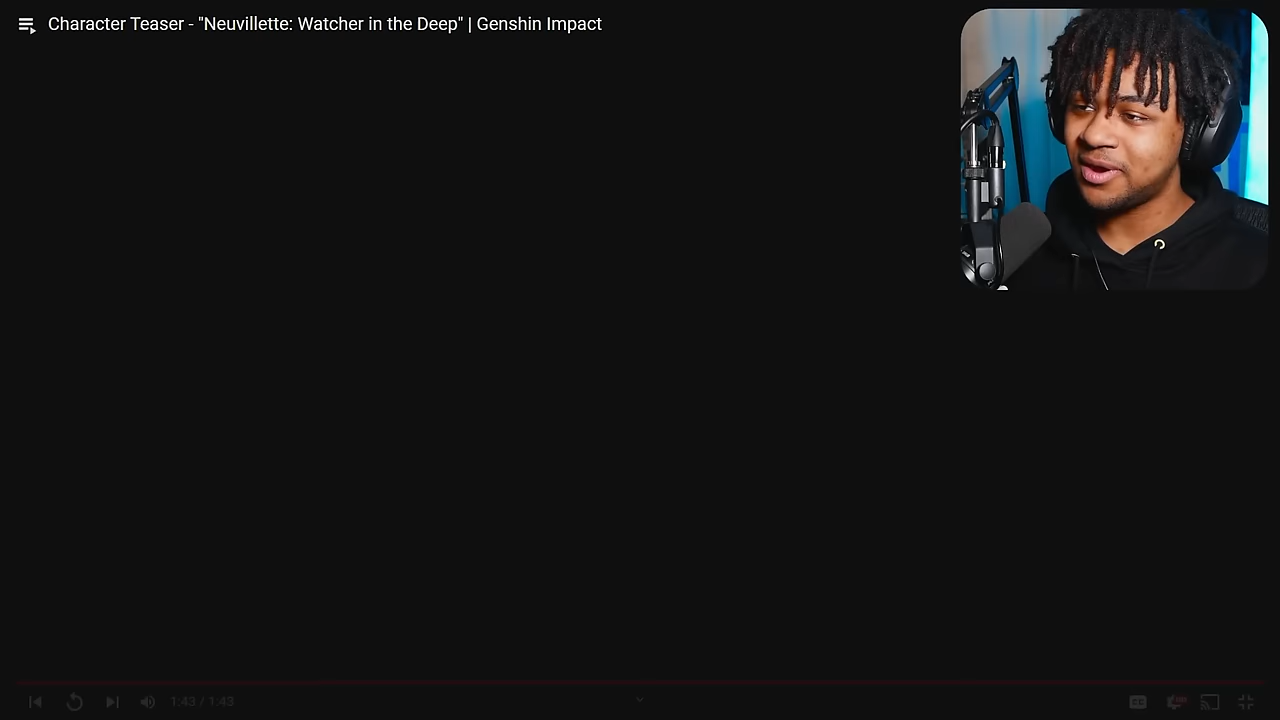 Character Teaser - "Neuvillette: Watcher in the Deep" | Genshin Impact
1:43 / 1:43